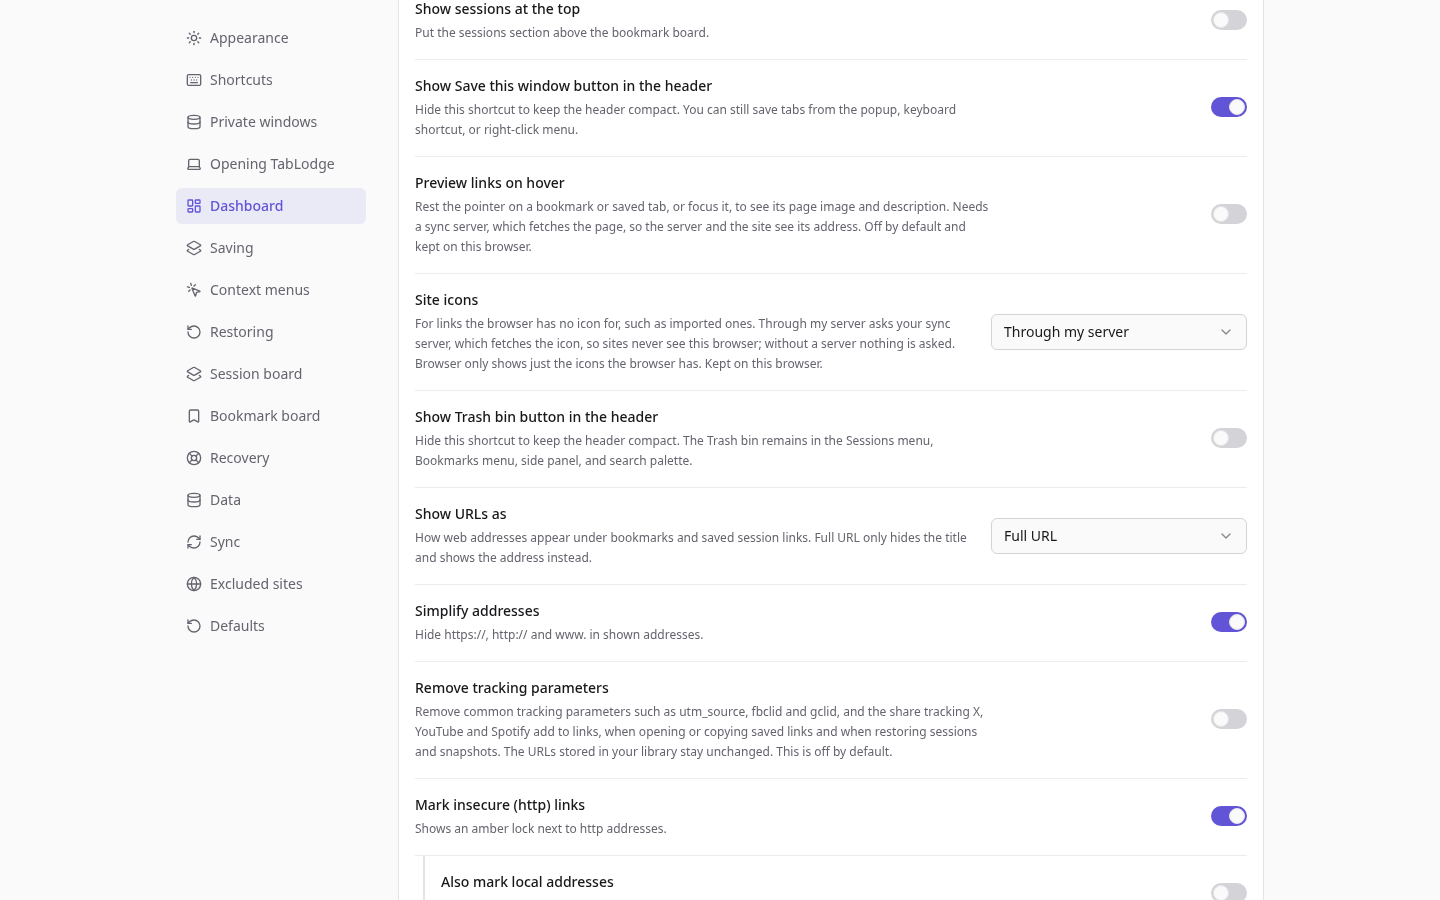 Appearance
Shortcuts
Private windows
Opening TabLodge
Dashboard
Saving
Context menus
Restoring
Session board
Bookmark board
Recovery
Data
Sync
Excluded sites
Defaults
Show sessions at the top
Put the sessions section above the bookmark board.
Show Save this window button in the header
Hide this shortcut to keep the header compact. You can still save tabs from the popup, keyboard
shortcut, or right-click menu.
Preview links on hover
Rest the pointer on a bookmark or saved tab, or focus it, to see its page image and description. Needs
a sync server, which fetches the page, so the server and the site see its address. Off by default and
kept on this browser.
Site icons
For links the browser has no icon for, such as imported ones. Through my server asks your sync
server, which fetches the icon, so sites never see this browser; without a server nothing is asked.
Browser only shows just the icons the browser has. Kept on this browser.
Through my server
Show Trash bin button in the header
Hide this shortcut to keep the header compact. The Trash bin remains in the Sessions menu,
Bookmarks menu, side panel, and search palette.
Show URLs as
How web addresses appear under bookmarks and saved session links. Full URL only hides the title
and shows the address instead.
Full URL
Simplify addresses
Hide https://, http:// and www. in shown addresses.
Remove tracking parameters
Remove common tracking parameters such as utm_source, fbclid and gclid, and the share tracking X,
YouTube and Spotify add to links, when opening or copying saved links and when restoring sessions
and snapshots. The URLs stored in your library stay unchanged. This is off by default.
Mark insecure (http) links
Shows an amber lock next to http addresses.
Also mark local addresses